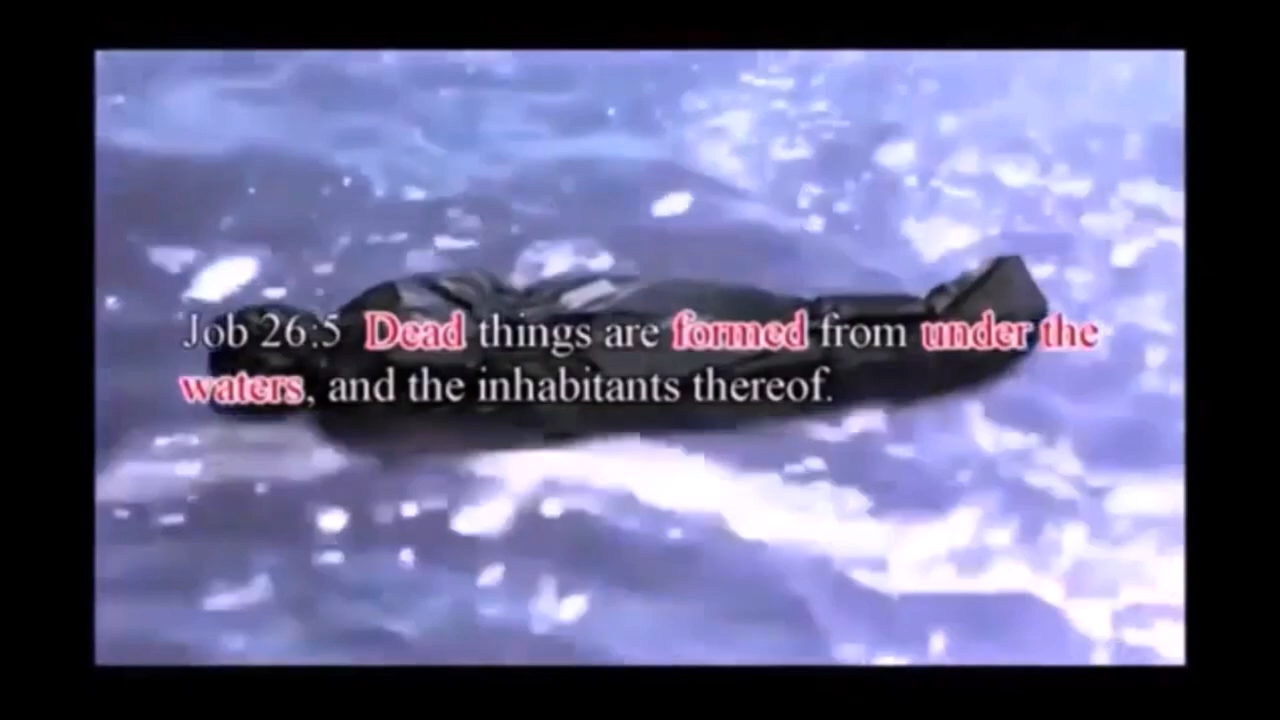 Job 26:5 Dead things are formed from under the
waters, and the inhabitants thereof.